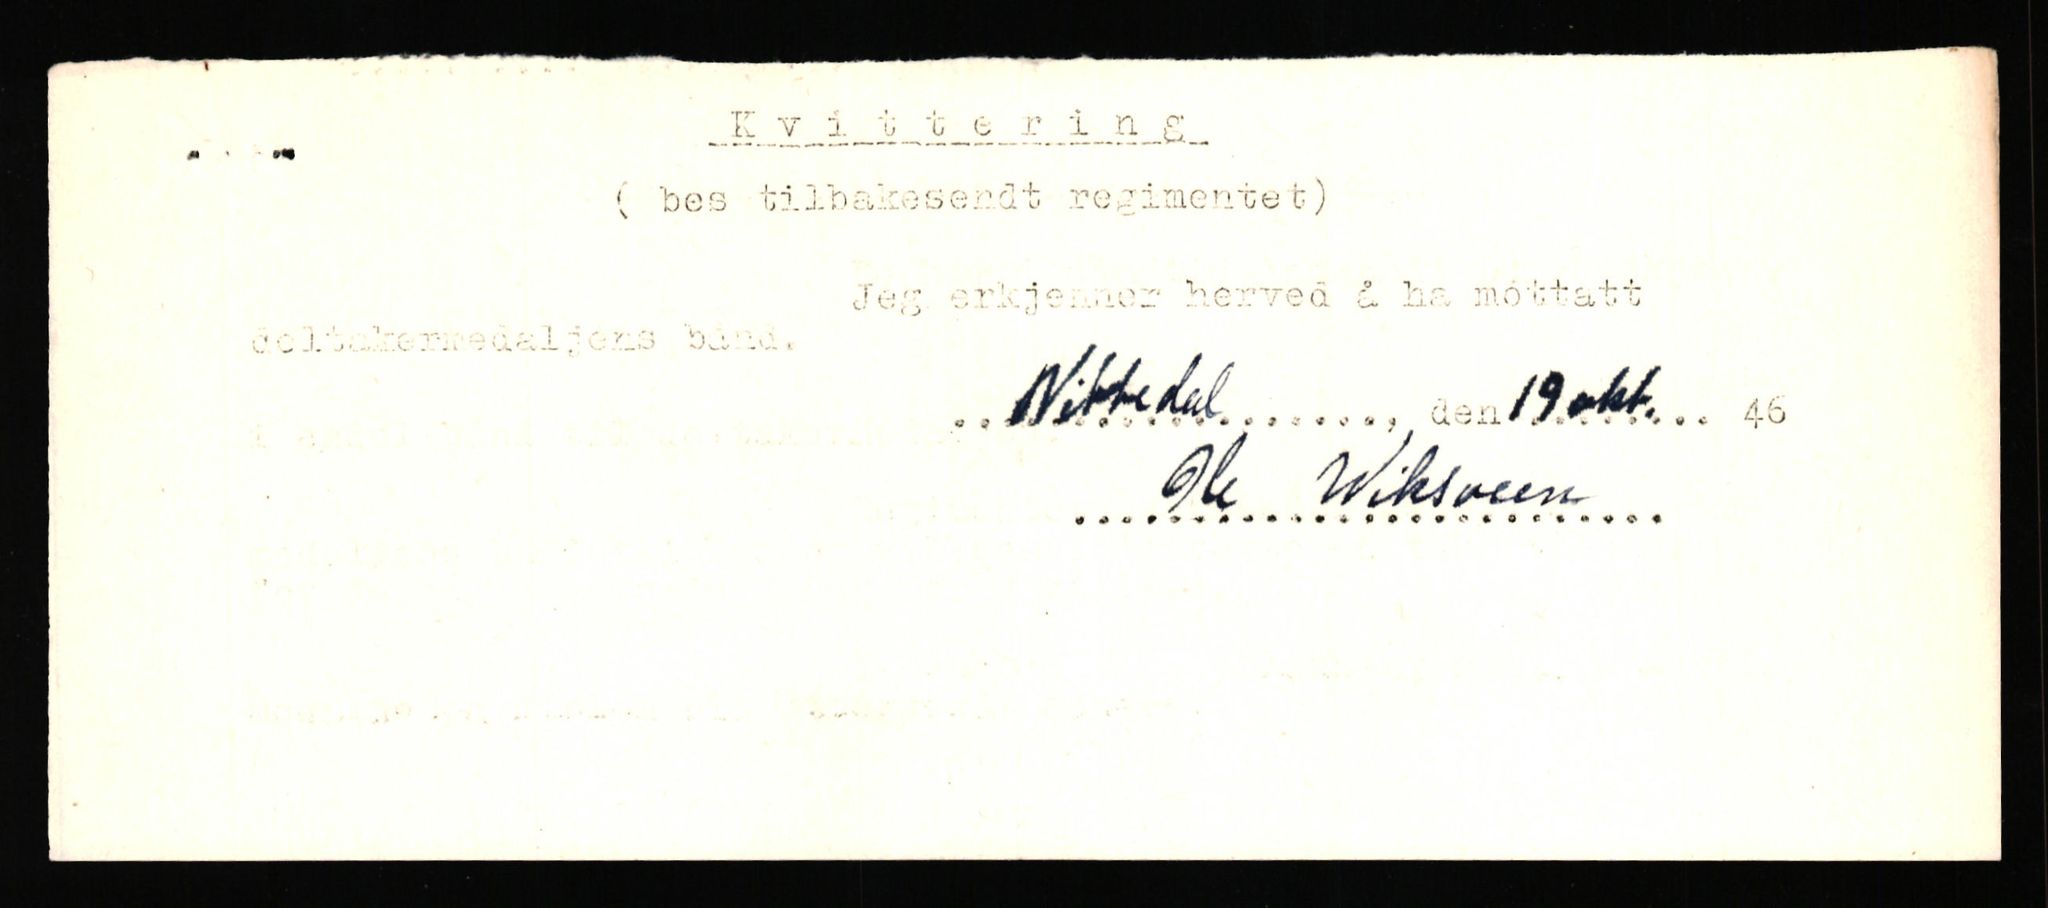 Kvittering
( bes tilbakesendt regimentet)
Jeg erkjenner herved å ha mottatt
deltakermedaljens bånd.
..Nittedal............, den 19 okt..... 46
Ole Wiksveen